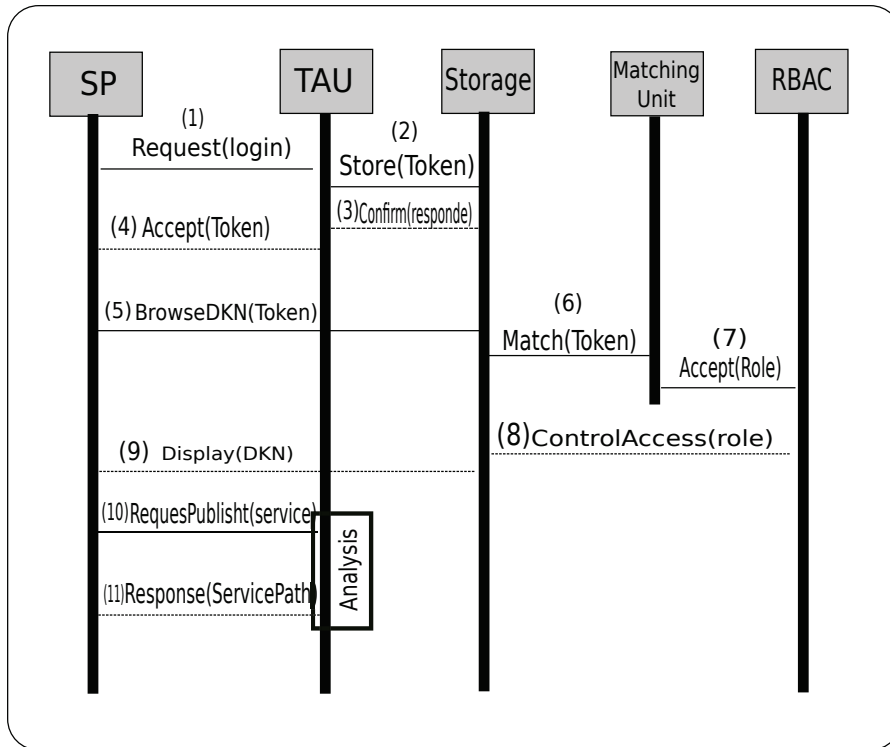 SP
TAU
Storage
Matching
Unit
RBAC
(1)
Request(login)
(2)
Store(Token)
(3)Confirm(responde)
(4) Accept(Token)
(5) BrowseDKN(Token)
(6)
Match(Token)
(7)
Accept(Role)
(8)ControlAccess(role)
(9) Display(DKN)
(10)RequesPublisht(service)
Analysis
(11)Response(ServicePath)